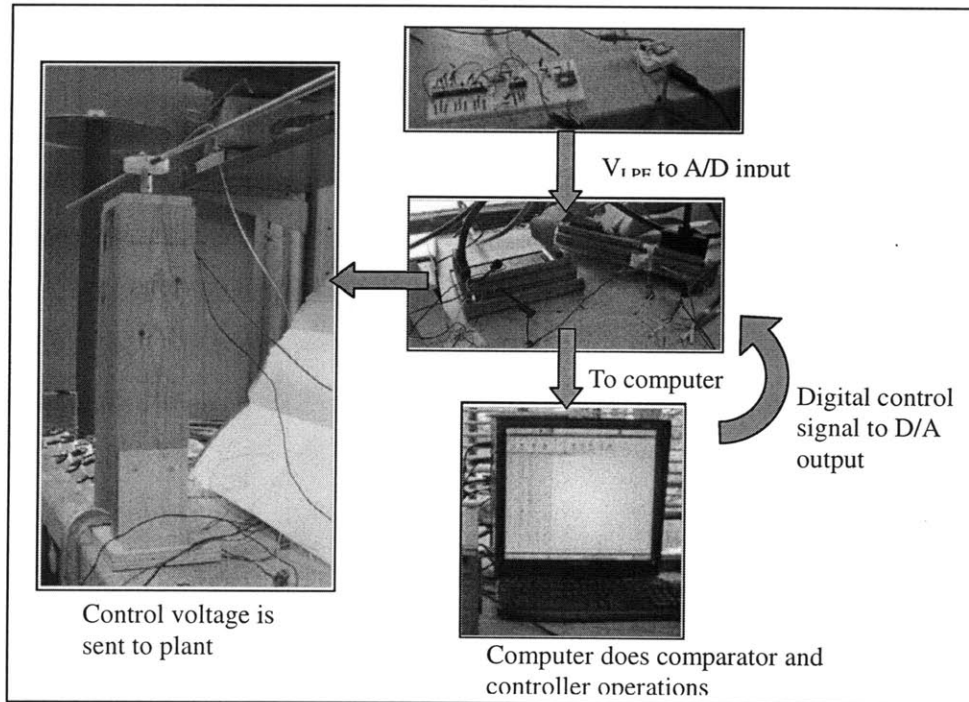 V_LPF to A/D input
To computer
Digital control
signal to D/A
output
Control voltage is
sent to plant
Computer does comparator and
controller operations